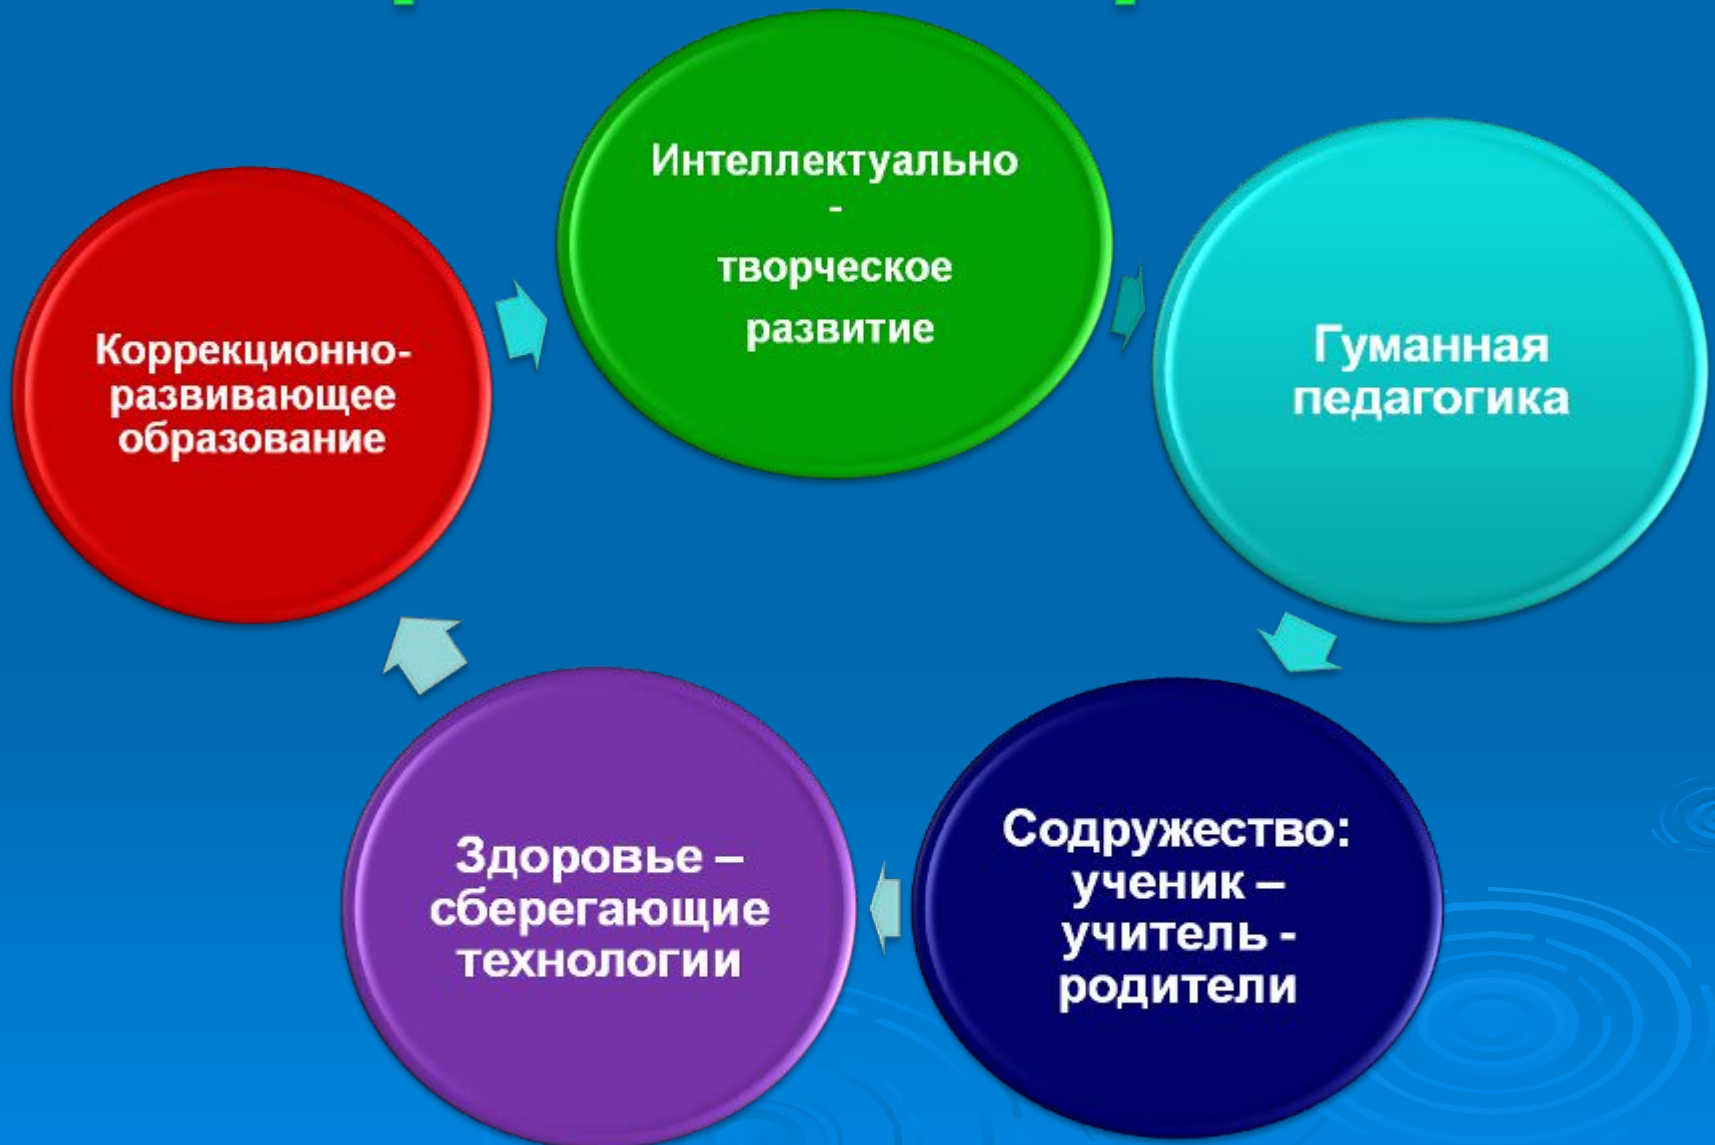 Интеллектуально
-
творческое
развитие
Гуманная
педагогика
Содружество:
ученик –
учитель -
родители
Здоровье –
сберегающие
технологии
Коррекционно-
развивающее
образование